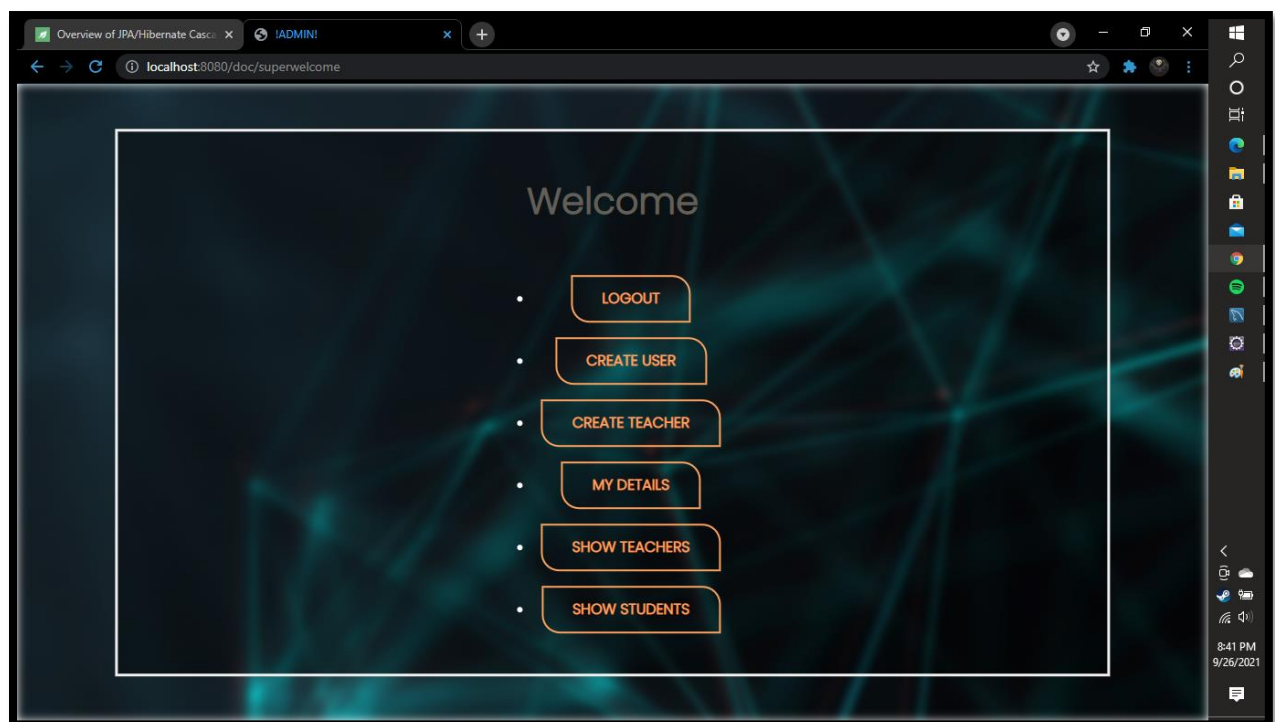 Overview of JPA/Hibernate Casca
!ADMIN!
localhost:8080/doc/superwelcome
Welcome
LOGOUT
CREATE USER
CREATE TEACHER
MY DETAILS
SHOW TEACHERS
SHOW STUDENTS
8:41 PM
9/26/2021